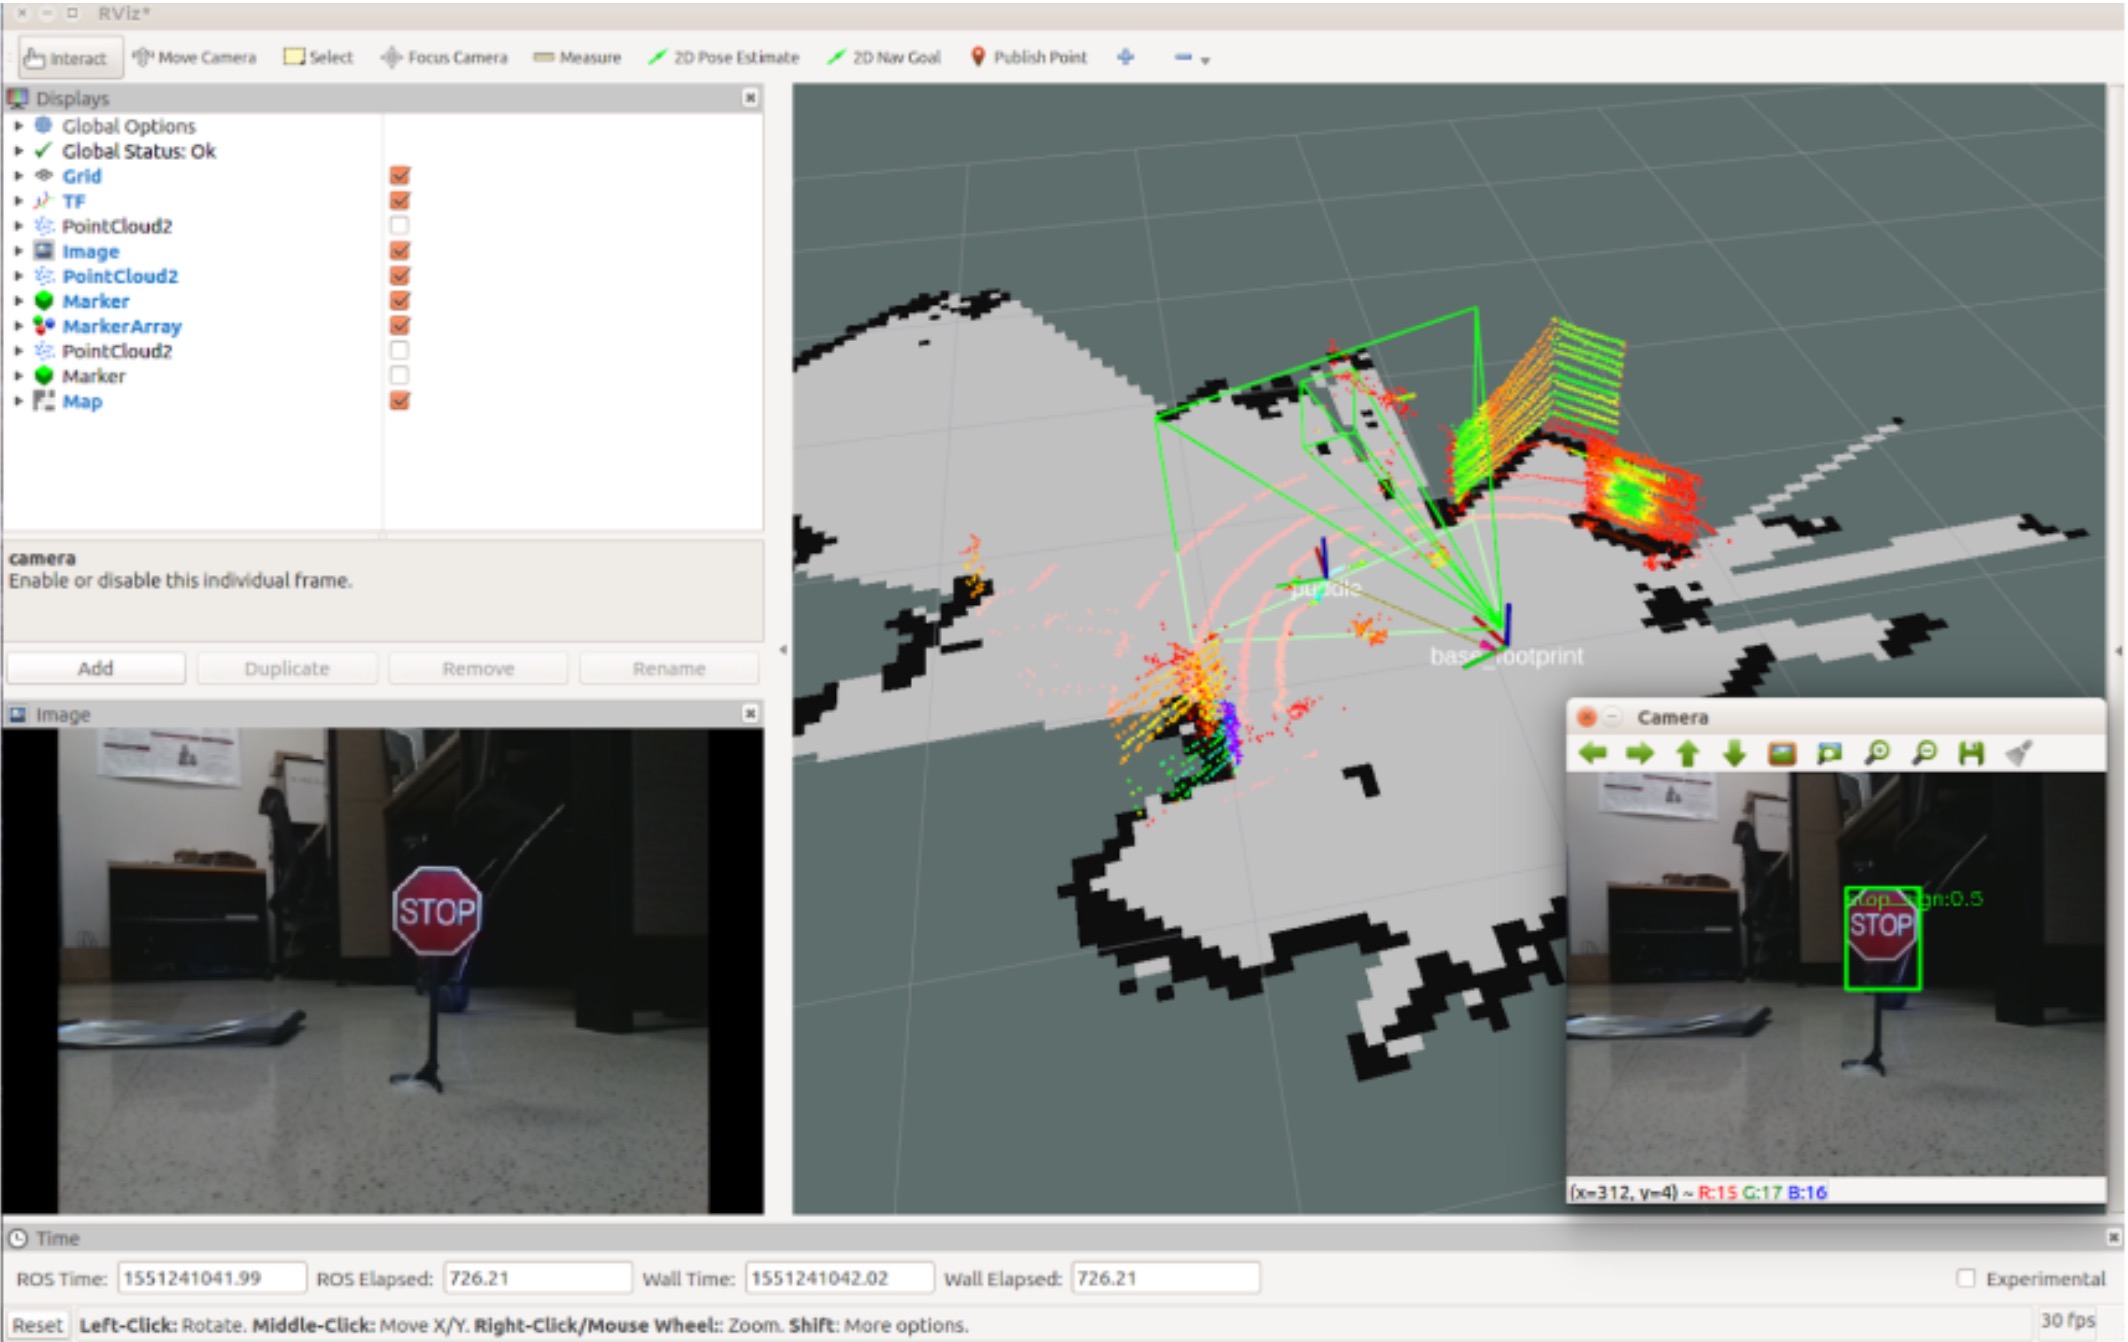 RViz*
Interact Move Camera Select Focus Camera Measure 2D Pose Estimate 2D Nav Goal Publish Point
Displays
Global Options
Global Status: Ok
Grid
TF
PointCloud2
Image
PointCloud2
Marker
MarkerArray
PointCloud2
Marker
Map
camera
Enable or disable this individual frame.
Add Duplicate Remove Rename
Image
STOP
puddle
base_footprint
Camera
stop_sign:0.5
STOP
(x=312, y=4) ~ R:15 G:17 B:16
Time
ROS Time: 1551241041.99 ROS Elapsed: 726.21 Wall Time: 1551241042.02 Wall Elapsed: 726.21 Experimental
Reset Left-Click: Rotate. Middle-Click: Move X/Y. Right-Click/Mouse Wheel:: Zoom. Shift: More options. 30 fps